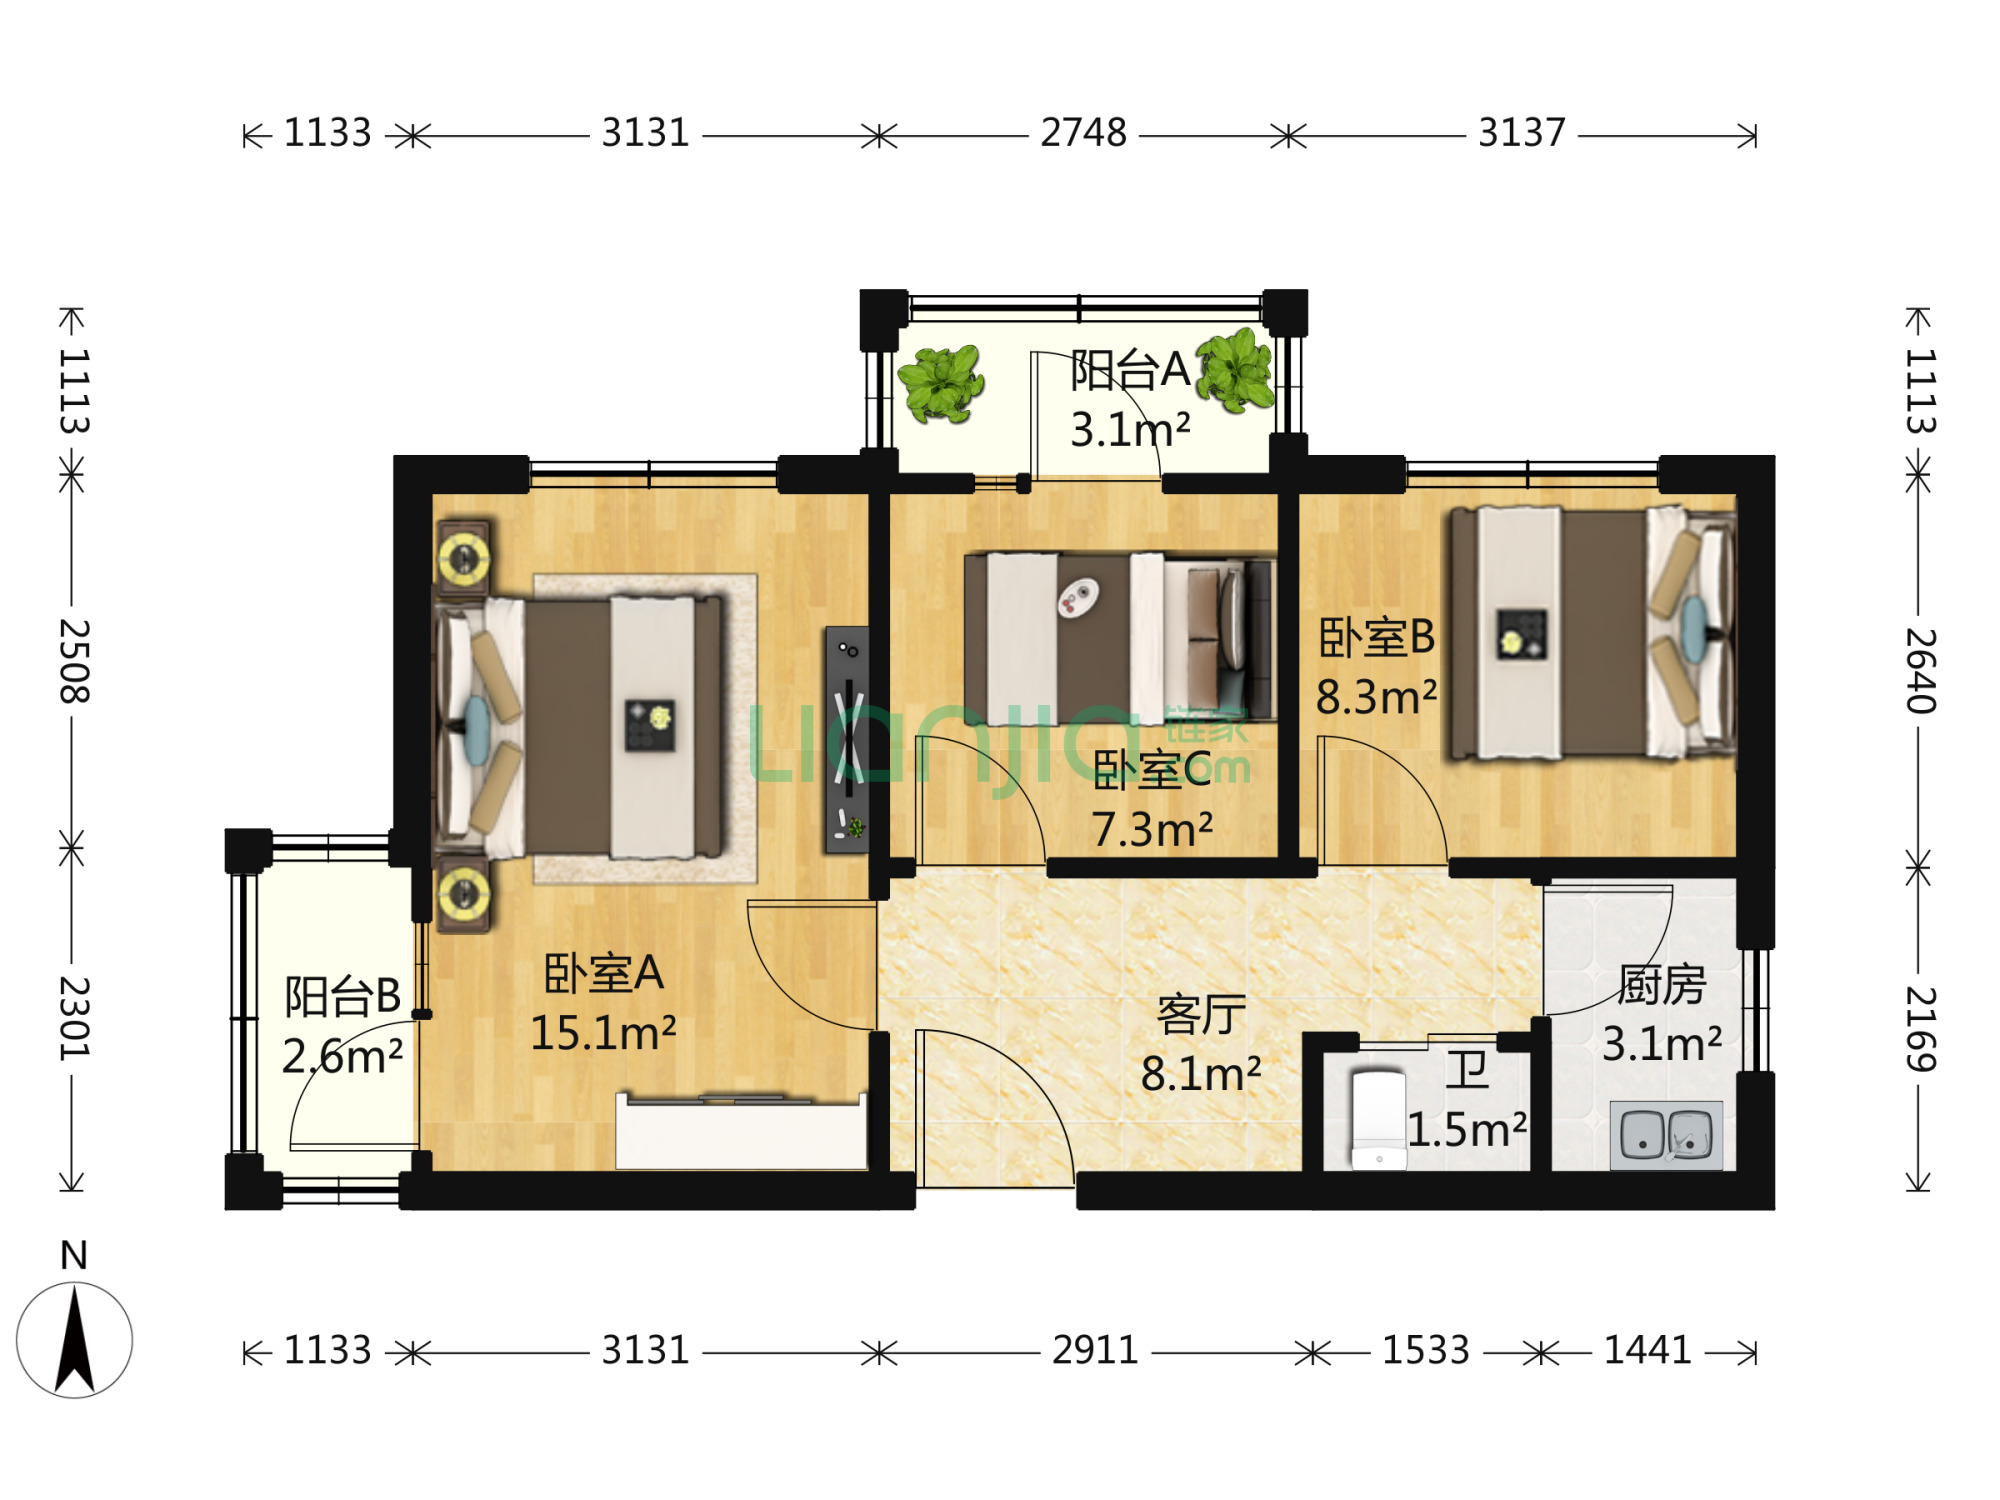 1133 3131 2748 3137
1113
1113
阳台A
3.1m²
2508
2640
卧室B
8.3m²
Lianjia 链家
.com
卧室C
7.3m²
2301
2169
阳台B
2.6m²
卧室A
15.1m²
客厅
8.1m²
厨房
3.1m²
卫
1.5m²
N
1133 3131 2911 1533 1441